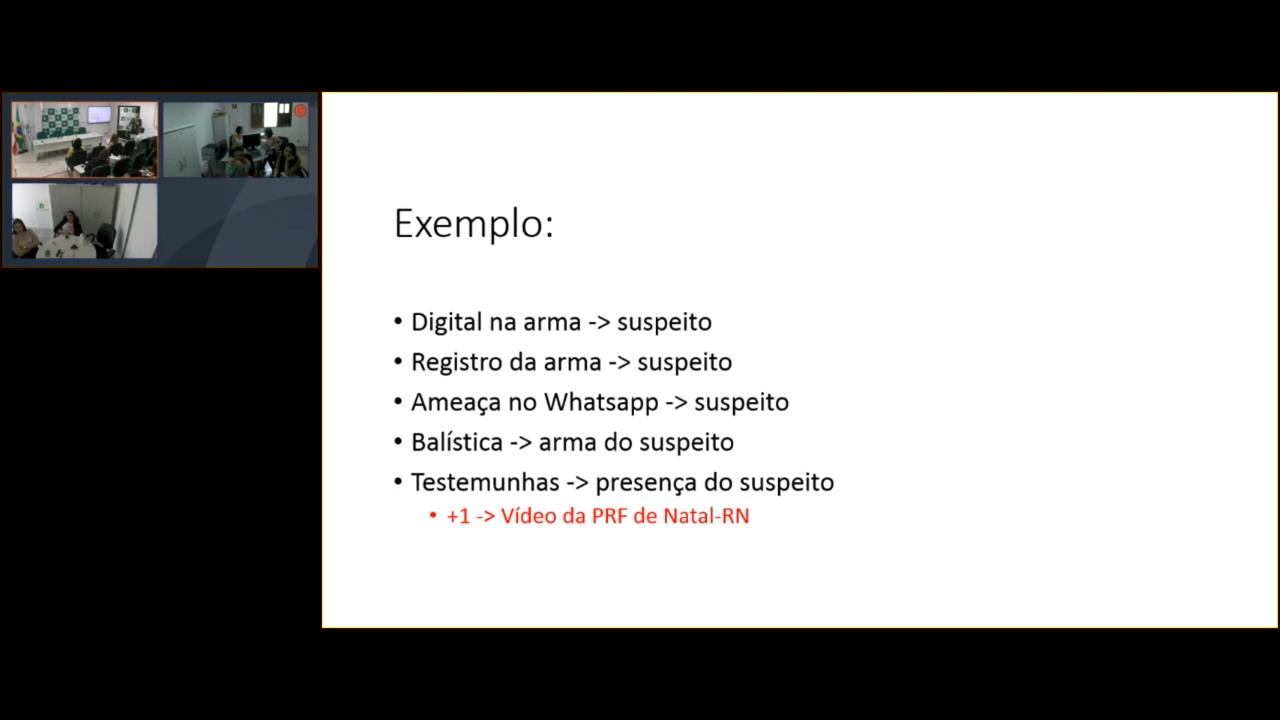 Exemplo:
• Digital na arma -> suspeito
• Registro da arma -> suspeito
• Ameaça no Whatsapp -> suspeito
• Balística -> arma do suspeito
• Testemunhas -> presença do suspeito
• +1 -> Vídeo da PRF de Natal-RN